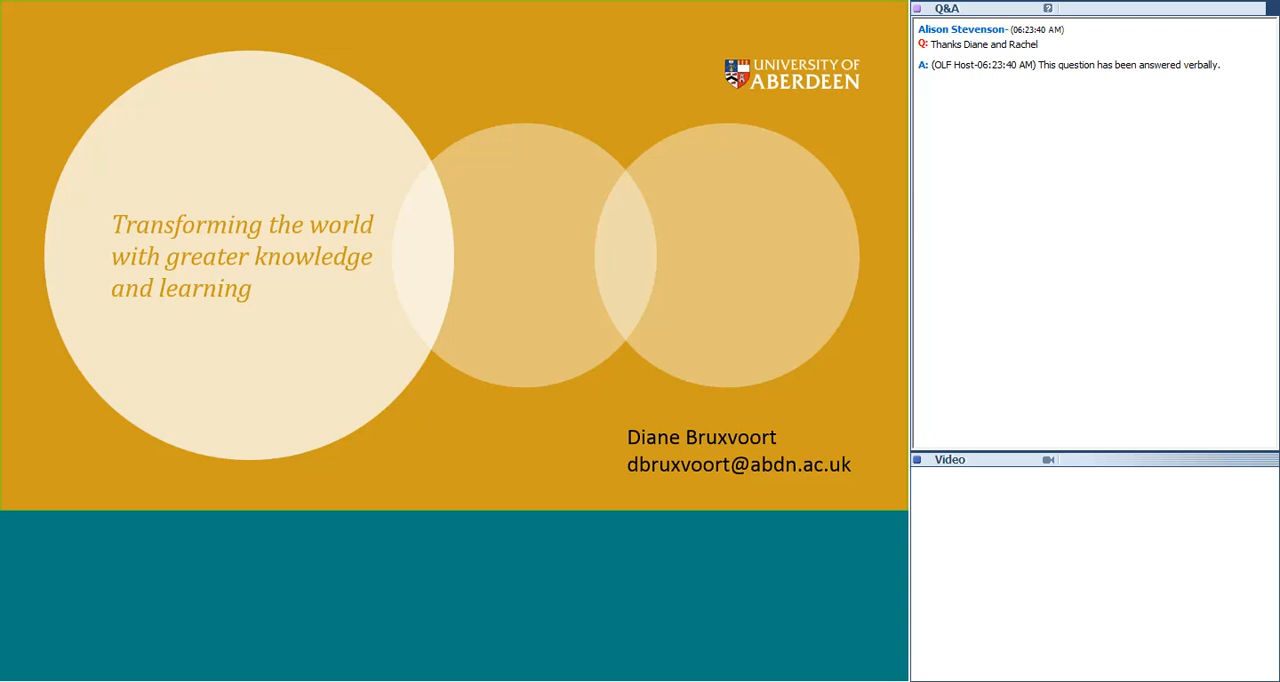 UNIVERSITY OF
ABERDEEN
Transforming the world
with greater knowledge
and learning
Diane Bruxvoort
dbruxvoort@abdn.ac.uk
Q&A
?
Alison Stevenson- (06:23:40 AM)
Q: Thanks Diane and Rachel
A: (OLF Host-06:23:40 AM) This question has been answered verbally.
Video